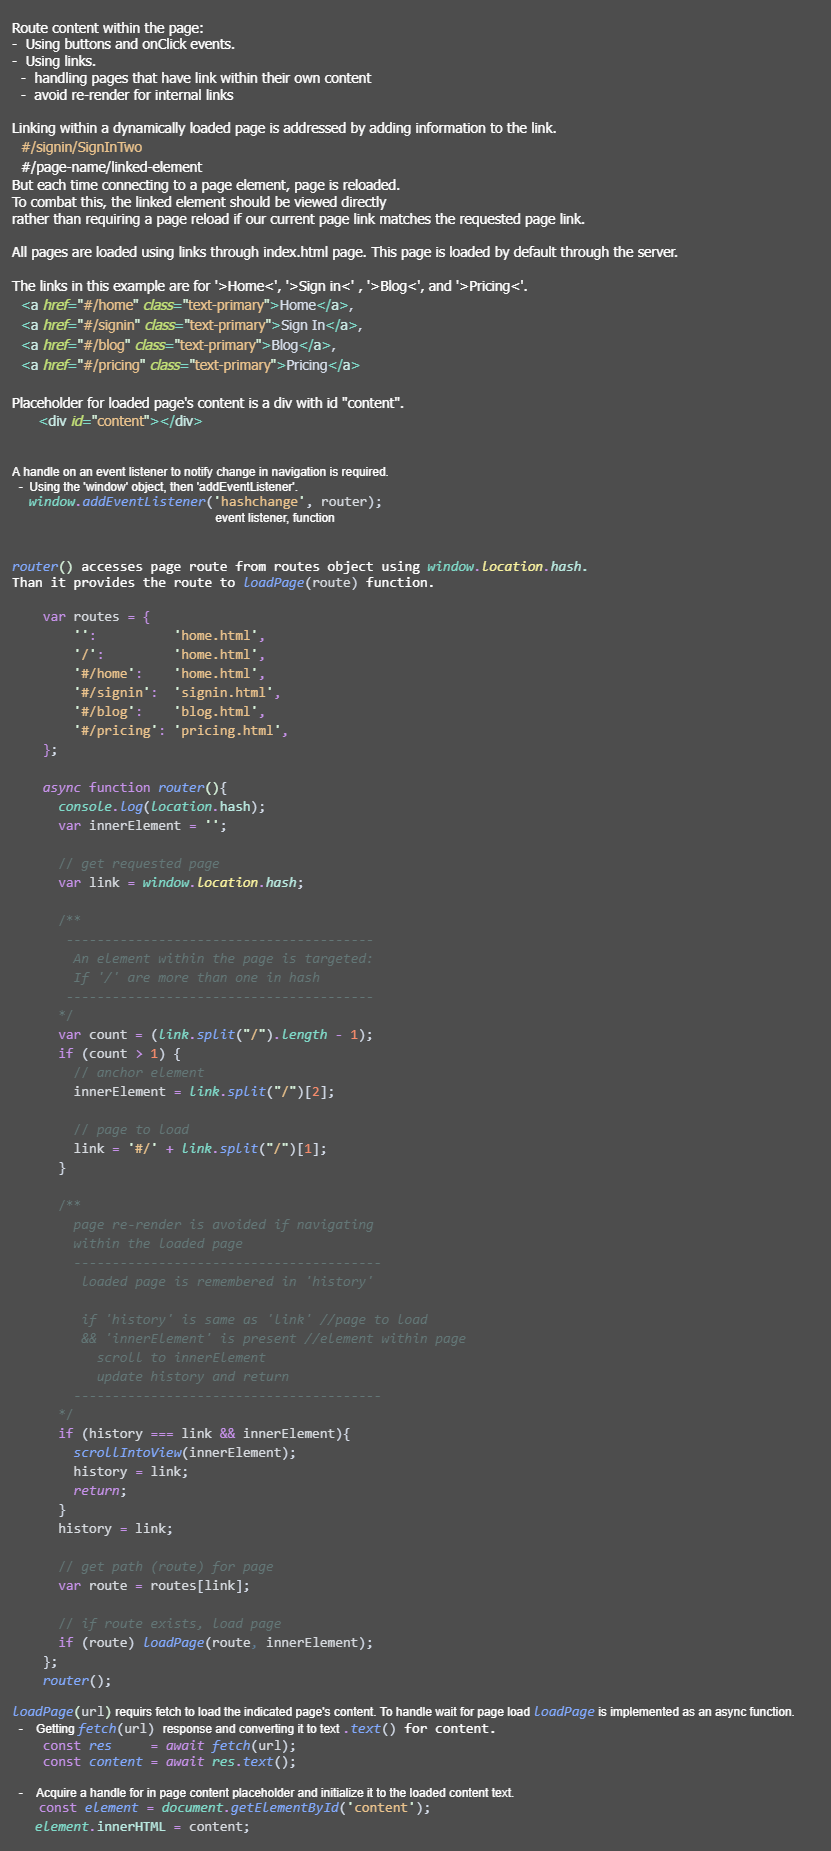 Route content within the page:
- Using buttons and onClick events.
- Using links.
- handling pages that have link within their own content
- avoid re-render for internal links
Linking within a dynamically loaded page is addressed by adding information to the link.
#/signin/SignInTwo
#/page-name/linked-element
But each time connecting to a page element, page is reloaded.
To combat this, the linked element should be viewed directly
rather than requiring a page reload if our current page link matches the requested page link.
All pages are loaded using links through index.html page. This page is loaded by default through the server.
The links in this example are for '>Home<', '>Sign in<' , '>Blog<', and '>Pricing<'.
<a href="#/home" class="text-primary">Home</a>,
<a href="#/signin" class="text-primary">Sign In</a>,
<a href="#/blog" class="text-primary">Blog</a>,
<a href="#/pricing" class="text-primary">Pricing</a>
Placeholder for loaded page's content is a div with id "content".
<div id="content"></div>
A handle on an event listener to notify change in navigation is required.
- Using the 'window' object, then 'addEventListener'.
window.addEventListener('hashchange', router);
event listener, function
router() accesses page route from routes object using window.location.hash.
Than it provides the route to loadPage(route) function.
var routes = {
'': 'home.html',
'/': 'home.html',
'#/home': 'home.html',
'#/signin': 'signin.html',
'#/blog': 'blog.html',
'#/pricing': 'pricing.html',
};
async function router(){
console.log(location.hash);
var innerElement = '';
// get requested page
var link = window.location.hash;
/**
----------------------------------------
An element within the page is targeted:
If '/' are more than one in hash
----------------------------------------
*/
var count = (link.split("/").length - 1);
if (count > 1) {
// anchor element
innerElement = link.split("/")[2];
// page to load
link = '#/' + link.split("/")[1];
}
/**
page re-render is avoided if navigating
within the loaded page
----------------------------------------
loaded page is remembered in 'history'
if 'history' is same as 'link' //page to load
&& 'innerElement' is present //element within page
scroll to innerElement
update history and return
----------------------------------------
*/
if (history === link && innerElement){
scrollIntoView(innerElement);
history = link;
return;
}
history = link;
// get path (route) for page
var route = routes[link];
// if route exists, load page
if (route) loadPage(route, innerElement);
};
router();
loadPage(url) requirs fetch to load the indicated page's content. To handle wait for page load loadPage is implemented as an async function.
- Getting fetch(url) response and converting it to text .text() for content.
const res = await fetch(url);
const content = await res.text();
- Acquire a handle for in page content placeholder and initialize it to the loaded content text.
const element = document.getElementById('content');
element.innerHTML = content;